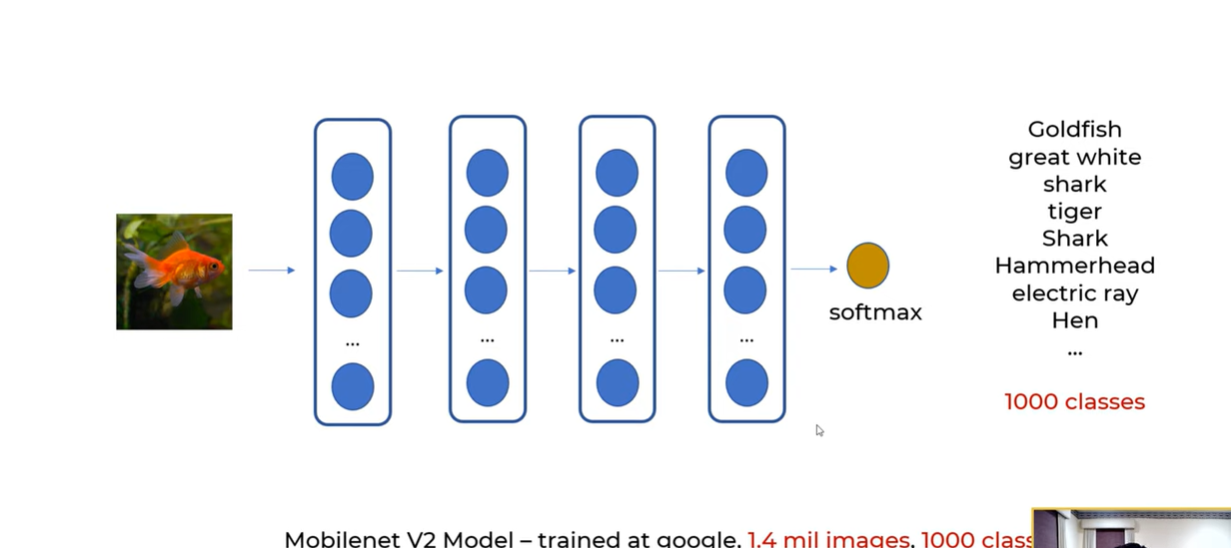 Goldfish
great white
shark
tiger
Shark
Hammerhead
electric ray
Hen
...
1000 classes
...
...
...
...
softmax
Mobilenet V2 Model – trained at google, 1.4 mil images, 1000